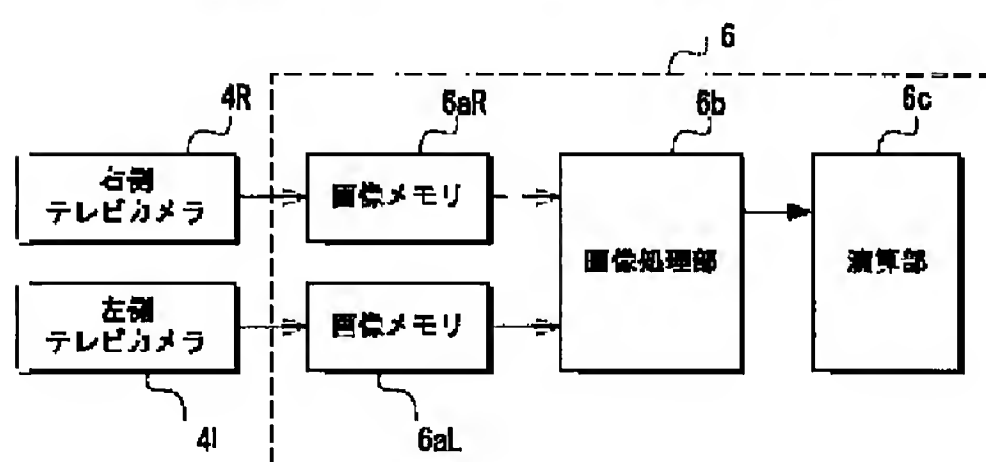 6
4R
6aR
6b
6c
右側
テレビカメラ
画像メモリ
画像処理部
演算部
左側
テレビカメラ
画像メモリ
4l
6aL